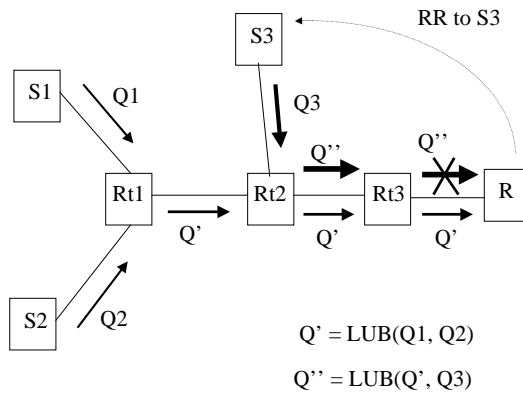 S3
RR to S3
S1
Q1
Q3
Q’’
Q’’
Rt1
Rt2
Rt3
R
Q’
Q’
Q’
S2
Q2
Q’ = LUB(Q1, Q2)
Q’’ = LUB(Q’, Q3)